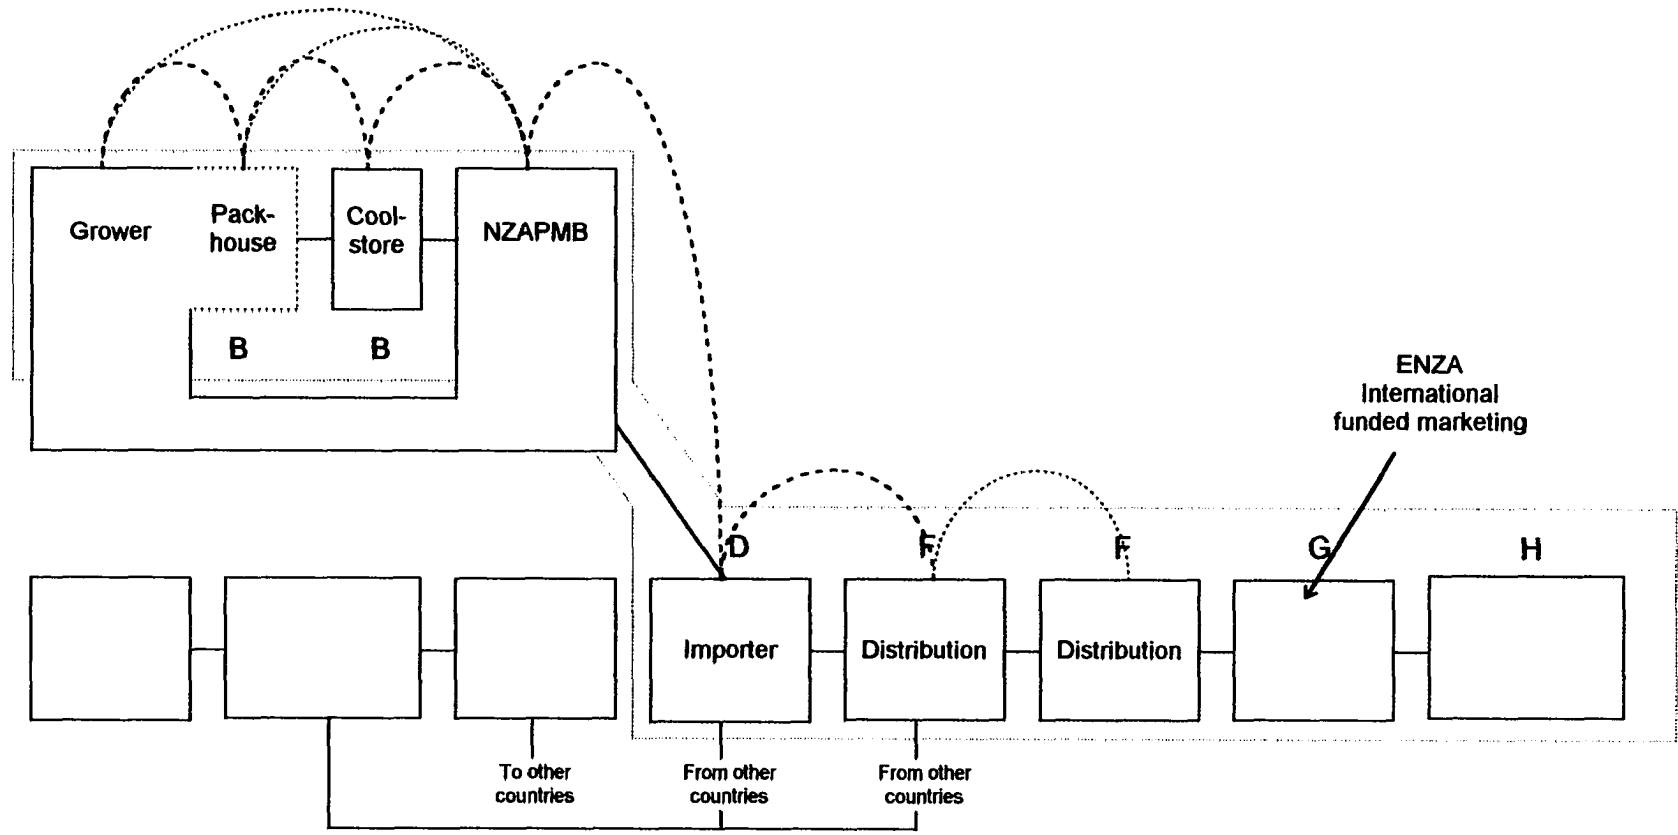 Grower
Pack-
house
Cool-
store
NZAPMB
B
B
ENZA
International
funded marketing
D
F
F
G
H
Importer
Distribution
Distribution
To other
countries
From other
countries
From other
countries